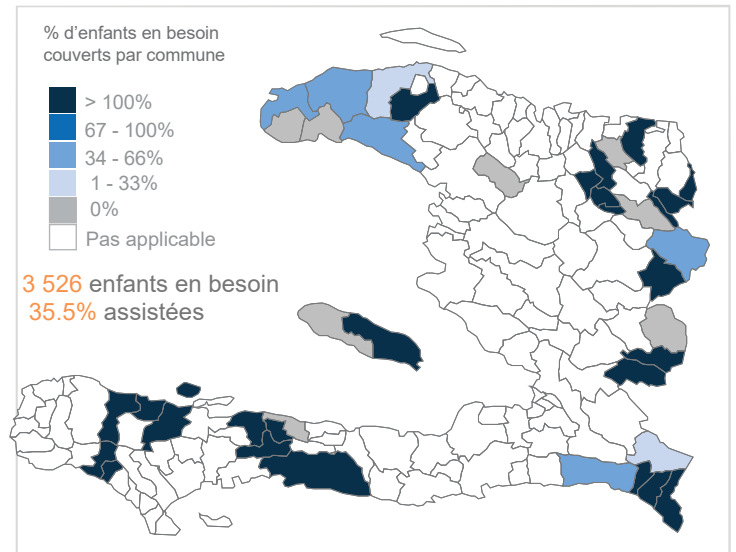 % d’enfants en besoin
couverts par commune
> 100%
67 - 100%
34 - 66%
1 - 33%
0%
Pas applicable
3 526 enfants en besoin
35.5% assistées